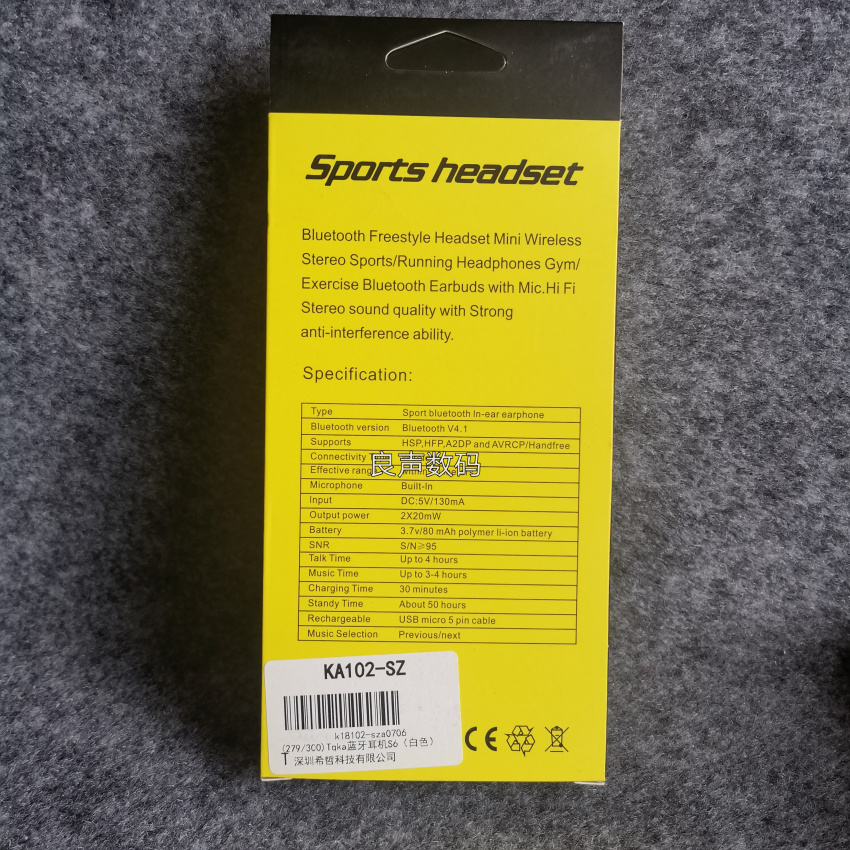 Sports headset
Bluetooth Freestyle Headset Mini Wireless
Stereo Sports/Running Headphones Gym/
Exercise Bluetooth Earbuds with Mic.Hi Fi
Stereo sound quality with Strong
anti-interference ability.
Specification:
Type Sport bluetooth In-ear earphone
Bluetooth version Bluetooth V4.1
Supports HSP,HFP,A2DP and AVRCP/Handfree
Connectivity
良声数码
Effective
Microphone Built-In
Input DC:5V/130mA
Output power 2X20mW
Battery 3.7v/80 mAh polymer li-ion battery
SNR S/N≥95
Talk Time Up to 4 hours
Music Time Up to 3-4 hours
Charging Time 30 minutes
Standy Time About 50 hours
Rechargeable USB micro 5 pin cable
Music Selection Previous/next
KA102-SZ
k18102-sza0706
(279/300)Tqka蓝牙耳机S6（白色）
T 深圳希哲科技有限公司
CE